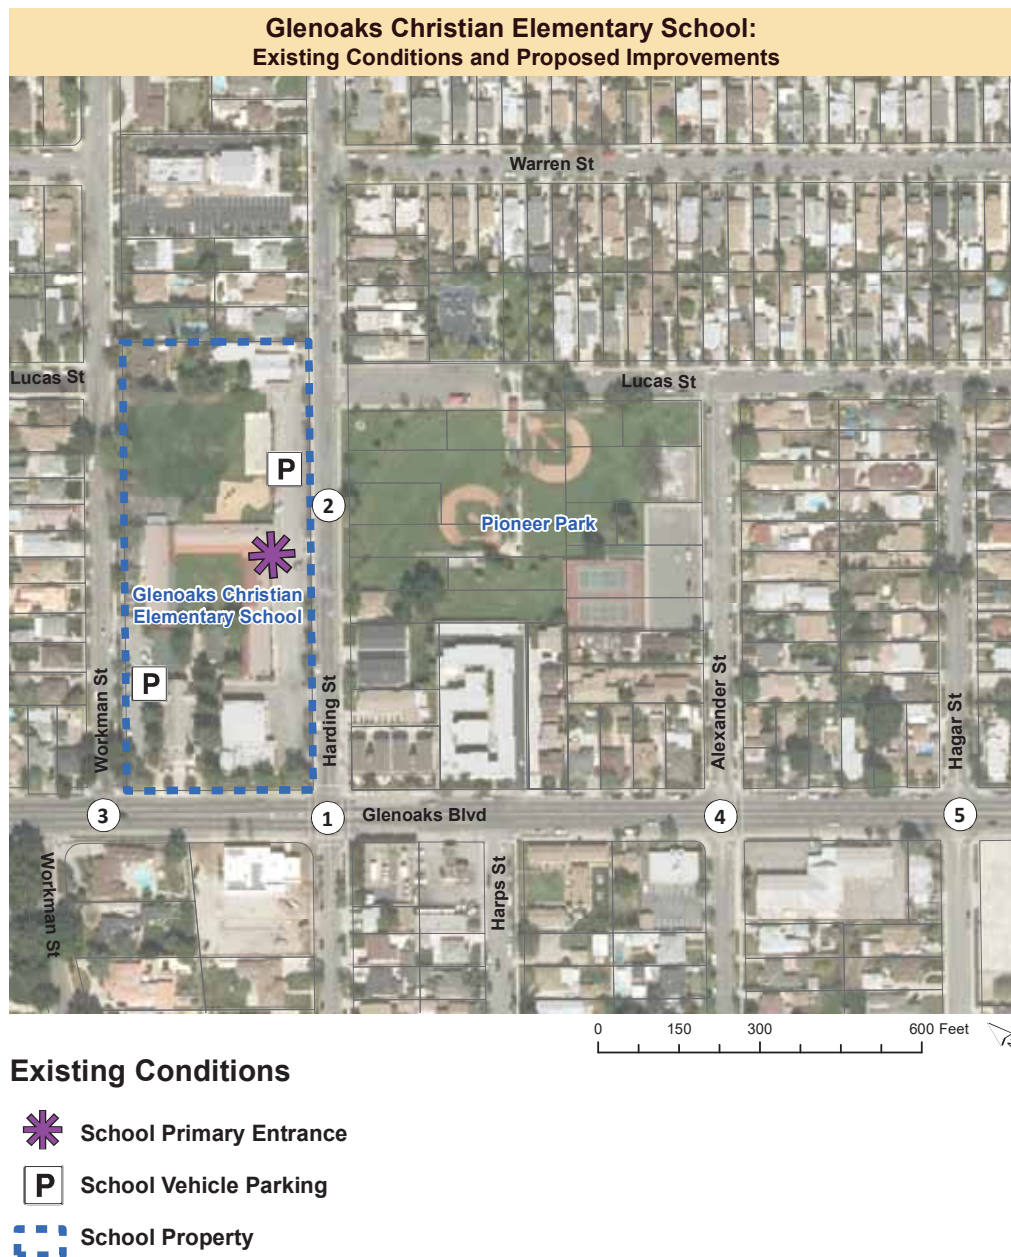 Glenoaks Christian Elementary School:
Existing Conditions and Proposed Improvements
Warren St
Lucas St
Lucas St
P
2
Pioneer Park
Glenoaks Christian
Elementary School
P
Workman St
Harding St
Alexander St
Hagar St
3
1
Glenoaks Blvd
4
5
Workman St
Harps St
0 150 300 600 Feet
Existing Conditions
School Primary Entrance
P School Vehicle Parking
School Property